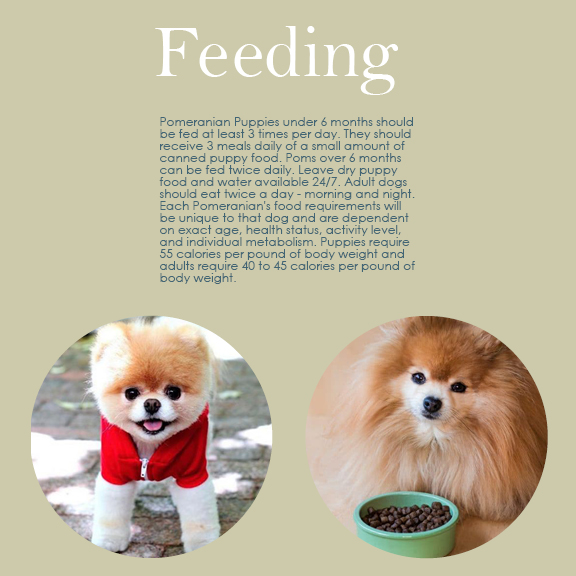 Feeding
Pomeranian Puppies under 6 months should
be fed at least 3 times per day. They should
receive 3 meals daily of a small amount of
canned puppy food. Poms over 6 months
can be fed twice daily. Leave dry puppy
food and water available 24/7. Adult dogs
should eat twice a day - morning and night.
Each Pomeranian's food requirements will
be unique to that dog and are dependent
on exact age, health status, activity level,
and individual metabolism. Puppies require
55 calories per pound of body weight and
adults require 40 to 45 calories per pound of
body weight.